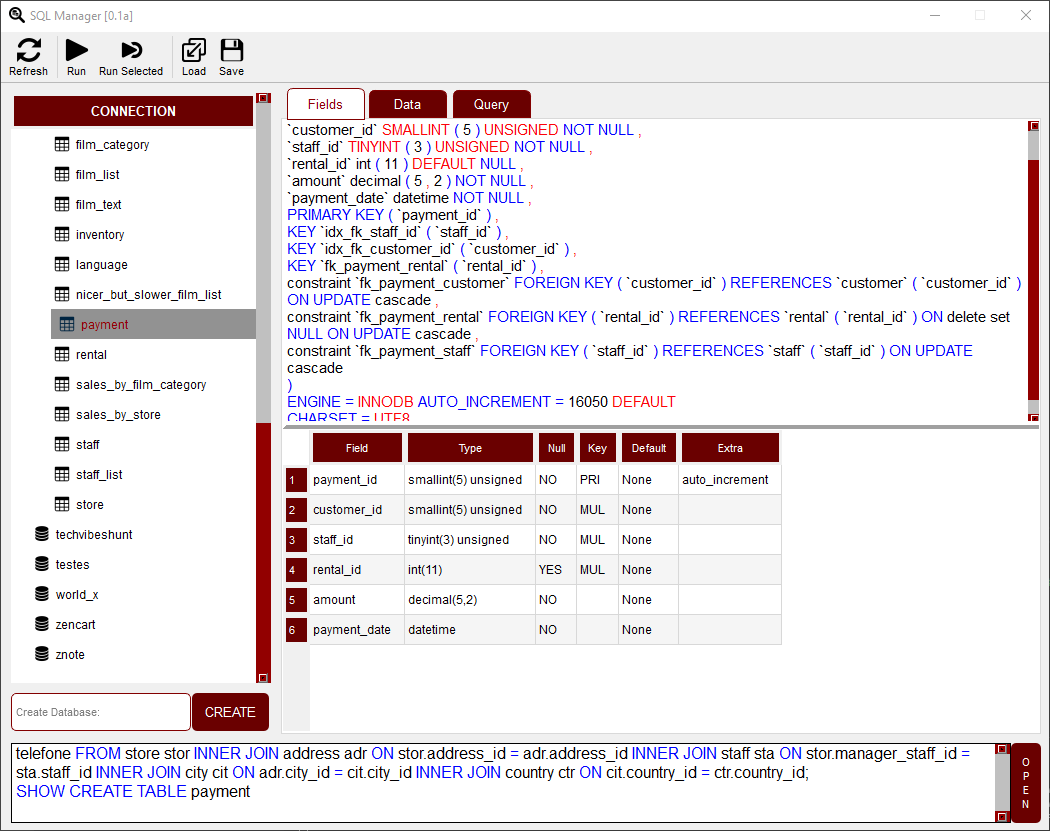 SQL Manager [0.1a]
Refresh
Run
Run Selected
Load
Save
CONNECTION
film_category
film_list
film_text
inventory
language
nicer_but_slower_film_list
payment
rental
sales_by_film_category
sales_by_store
staff
staff_list
store
techvibeshunt
testes
world_x
zencart
znote
Create Database:
CREATE
Fields
Data
Query
`customer_id` SMALLINT ( 5 ) UNSIGNED NOT NULL ,
`staff_id` TINYINT ( 3 ) UNSIGNED NOT NULL ,
`rental_id` int ( 11 ) DEFAULT NULL ,
`amount` decimal ( 5 , 2 ) NOT NULL ,
`payment_date` datetime NOT NULL ,
PRIMARY KEY ( `payment_id` ) ,
KEY `idx_fk_staff_id` ( `staff_id` ) ,
KEY `idx_fk_customer_id` ( `customer_id` ) ,
KEY `fk_payment_rental` ( `rental_id` ) ,
constraint `fk_payment_customer` FOREIGN KEY ( `customer_id` ) REFERENCES `customer` ( `customer_id` )
ON UPDATE cascade ,
constraint `fk_payment_rental` FOREIGN KEY ( `rental_id` ) REFERENCES `rental` ( `rental_id` ) ON delete set
NULL ON UPDATE cascade ,
constraint `fk_payment_staff` FOREIGN KEY ( `staff_id` ) REFERENCES `staff` ( `staff_id` ) ON UPDATE
cascade
)
ENGINE = INNODB AUTO_INCREMENT = 16050 DEFAULT
CHARSET = UTF8
Field Type Null Key Default Extra
1 payment_id smallint(5) unsigned NO PRI None auto_increment
2 customer_id smallint(5) unsigned NO MUL None
3 staff_id tinyint(3) unsigned NO MUL None
4 rental_id int(11) YES MUL None
5 amount decimal(5,2) NO None
6 payment_date datetime NO None
telefone FROM store stor INNER JOIN address adr ON stor.address_id = adr.address_id INNER JOIN staff sta ON stor.manager_staff_id =
sta.staff_id INNER JOIN city cit ON adr.city_id = cit.city_id INNER JOIN country ctr ON cit.country_id = ctr.country_id;
SHOW CREATE TABLE payment
OPEN